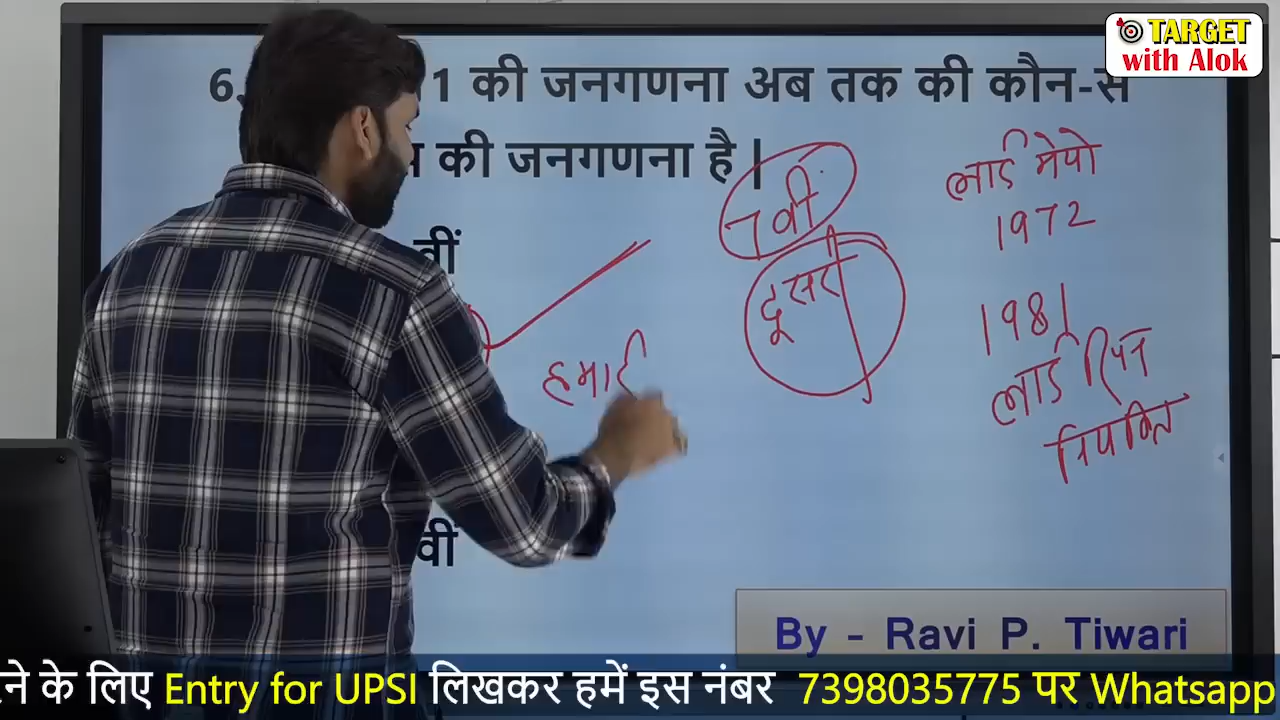 TARGET
with Alok
6. 1 की जनगणना अब तक की कौन-से
की जनगणना है |
7वीं
दूसरी
लार्ड मेयो
1972
वीं
1981
लार्ड रिपन
हमारी
वीं
By - Ravi P. Tiwari
ने के लिए Entry for UPSI लिखकर हमें इस नंबर 7398035775 पर Whatsapp